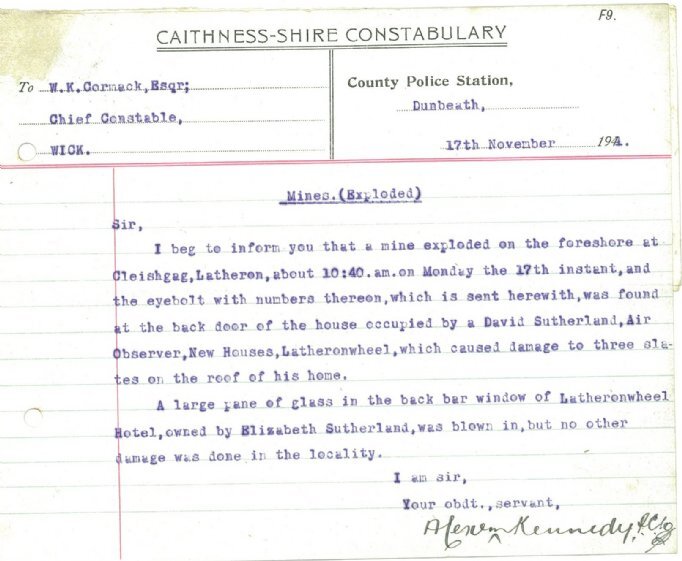 F9.
CAITHNESS-SHIRE CONSTABULARY
To W.K.Cormack,Esqr;
Chief Constable,
WICK.
County Police Station,
Dunbeath,
17th November 1941.
Mines.(Exploded)
Sir,
I beg to inform you that a mine exploded on the foreshore at
Cleishgag,Latheron,about 10:40.am.on Monday the 17th instant,and
the eyebolt with numbers thereon,which is sent herewith,was found
at the back door of the house occupied by a David Sutherland,Air
Observer,New Houses,Latheronwheel,which caused damage to three sla-
tes on the roof of his home.
A large pane of glass in the back bar window of Latheronwheel
Hotel,owned by Elizabeth Sutherland,was blown in,but no other
damage was done in the locality.
I am sir,
Your obdt.,servant,
Kennedy,